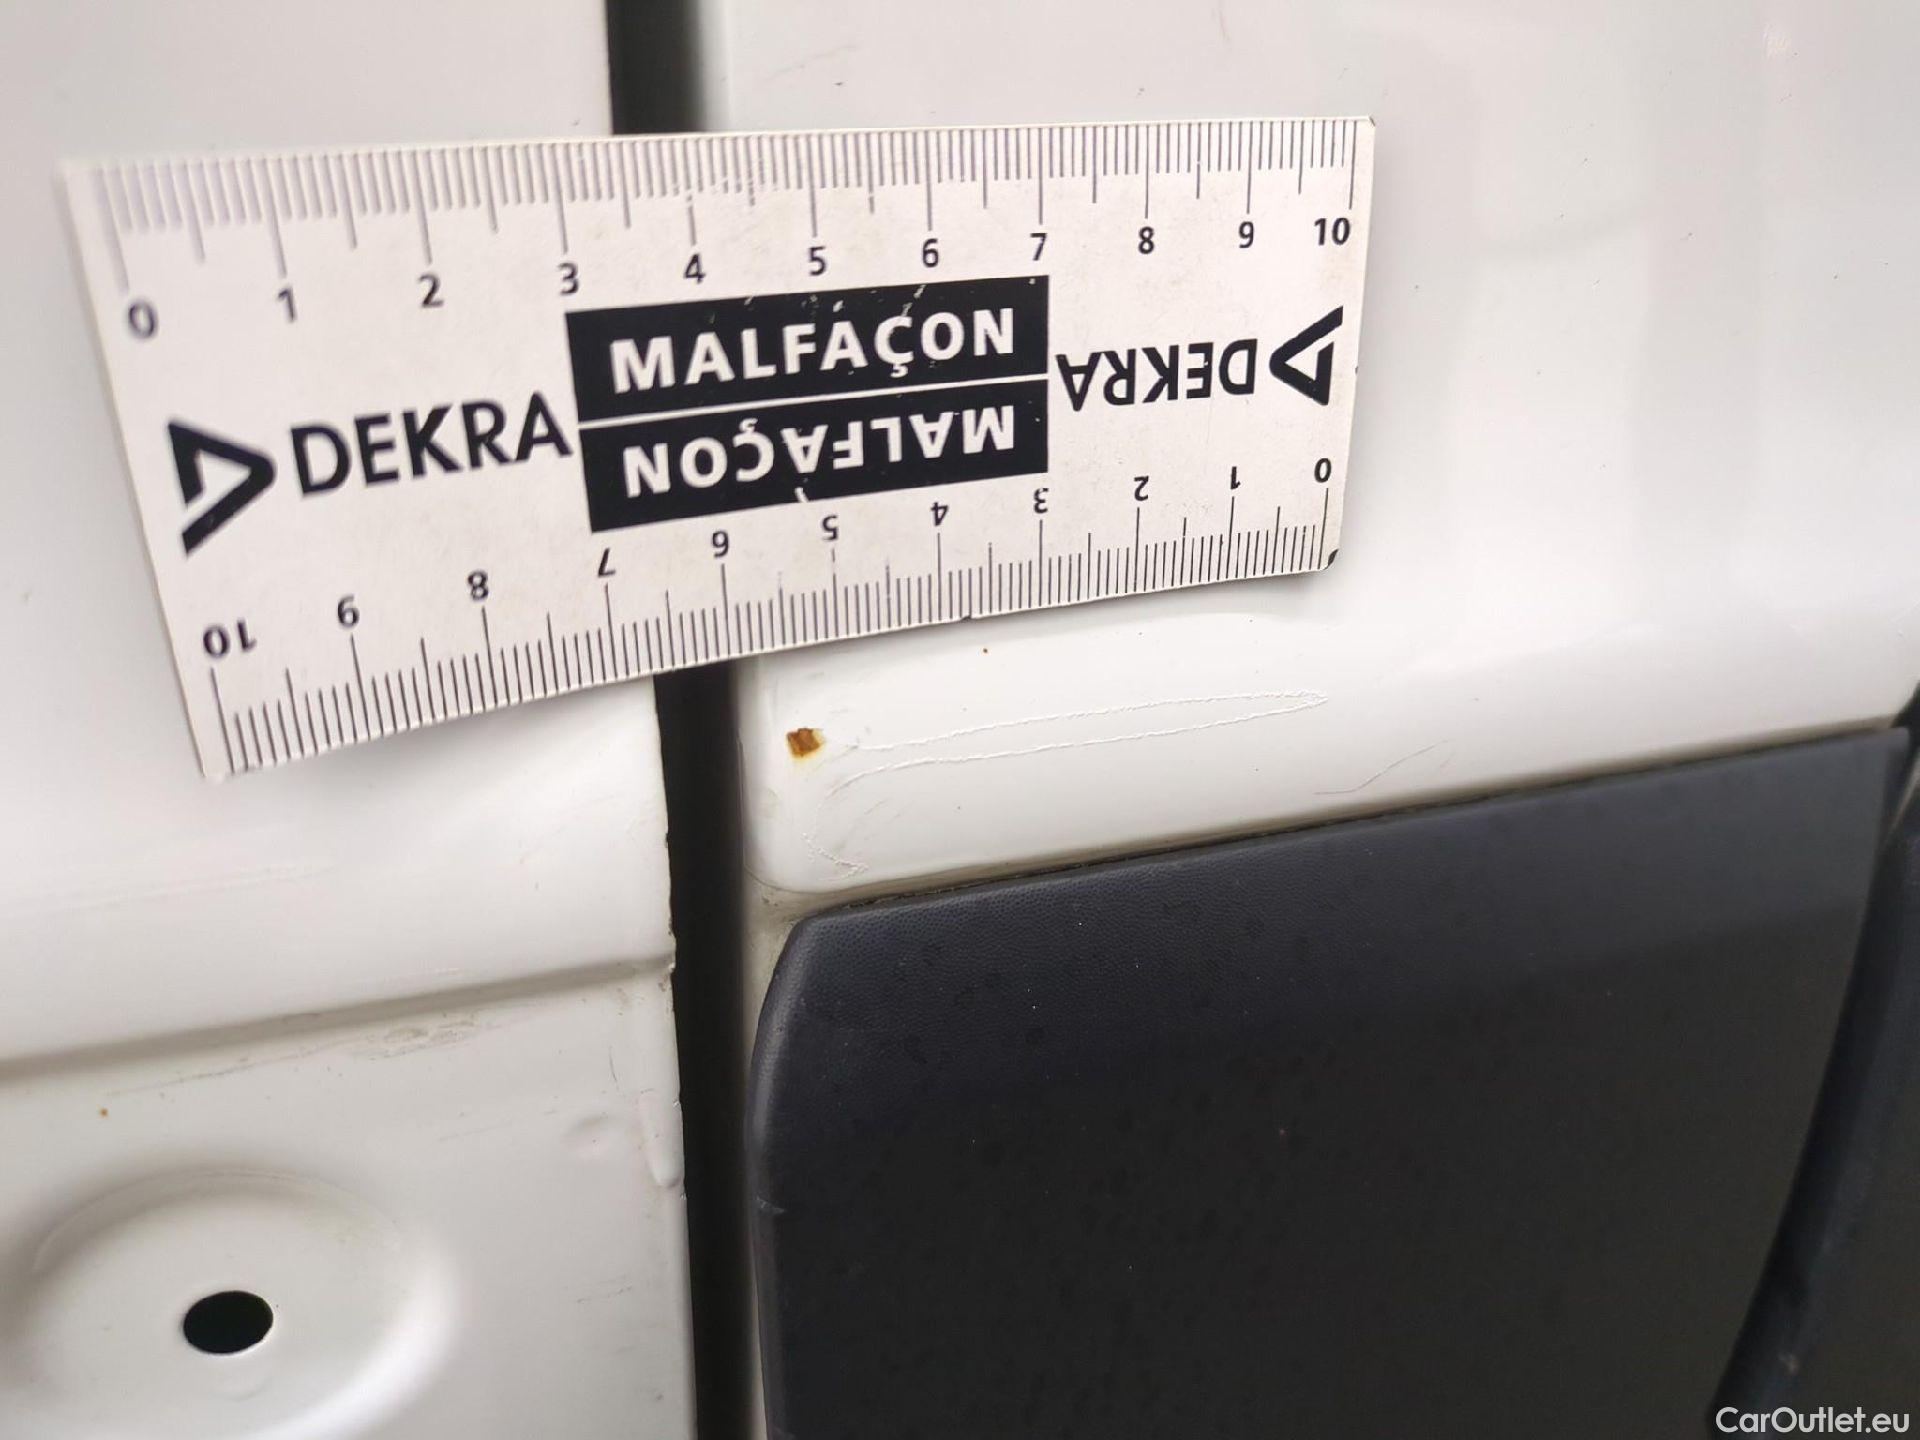 0 1 2 3 4 5 6 7 8 9 10
MALFAÇON
DEKRA
DEKRA
MALFAÇON
10 9 8 7 6 5 4 3 2 1 0
CarOutlet.eu